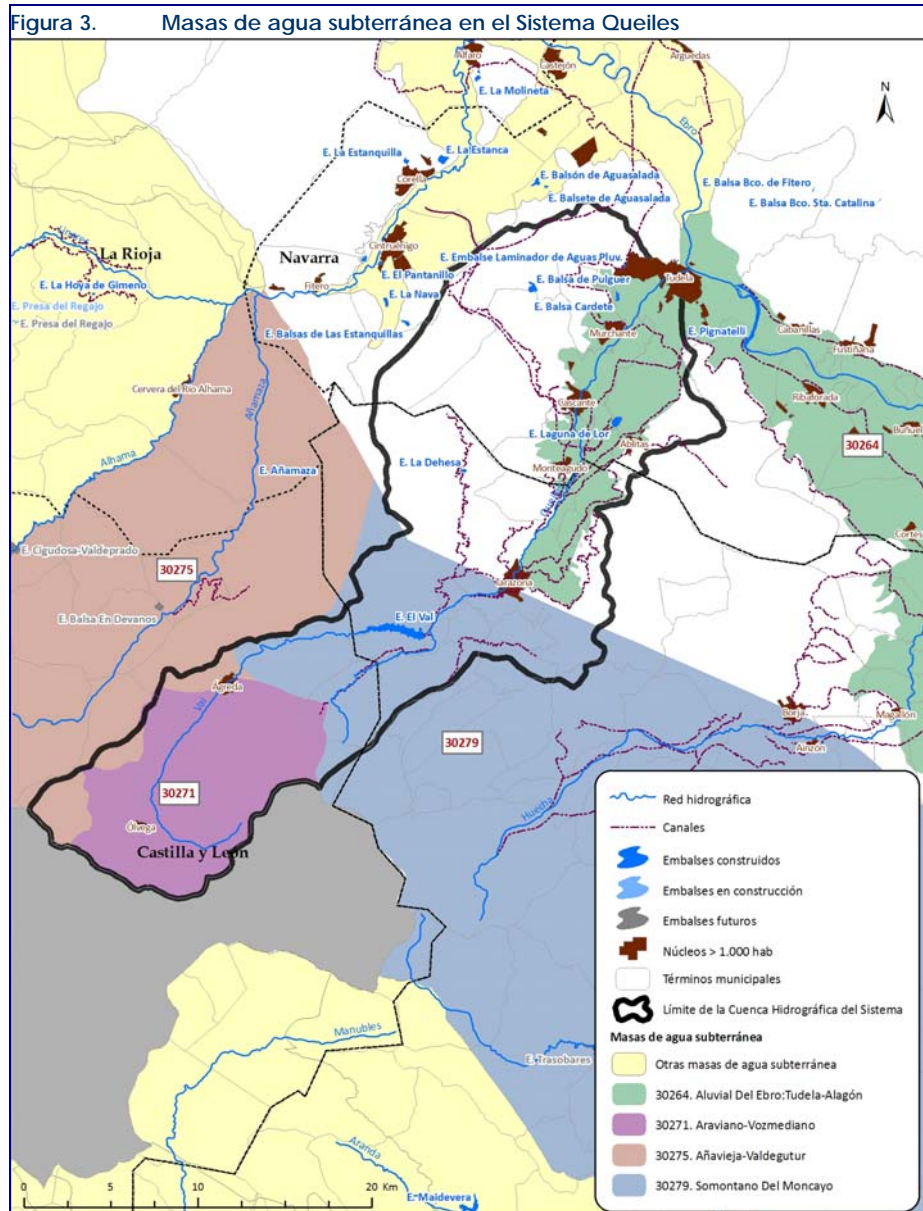 Figura 3. Masas de agua subterránea en el Sistema Queiles
Alfaro
Castejón
Arguedas
E. La Molineta
N
Ebro
E. La Estanquilla
E. La Estanca
Corella
E. Balsón de Aguasalada
E. Balsa Bco. de Fitero
E. Balsete de Aguasalada
E. Balsa Bco. Sta. Catalina
La Rioja
Navarra
Cintruénigo
E. Embalse Laminador de Aguas Pluv.
Tudela
E. La Hoya de Gimeno
Fitero
E. El Pantanillo
E. Balsa de Pulguer
E. La Nava
E. Balsa Cardete
E. Presa del Regajo
E. Presa del Regajo
E. Balsas de Las Estanquillas
Murchante
E. Pignatelli
Cabanillas
Fustiñana
Cervera del Río Alhama
Añamaza
Cascante
Ribaforada
Buñuel
E. Laguna de Lor
Ablitas
30264
Alhama
E. Añamaza
E. La Dehesa
Monteagudo
Cortes
E. Cigudosa-Valdeprado
30275
Tarazona
E. Balsa En Devanos
E. El Val
Ágreda
Val
Borja
Magallón
30279
Ainzón
30271
Huecha
Ólvega
Castilla y León
Manubles
E. Trasobares
Aranda
E. Maidevera
0 5 10 20 Km
Red hidrográfica
Canales
Embalses construidos
Embalses en construcción
Embalses futuros
Núcleos > 1.000 hab
Términos municipales
Límite de la Cuenca Hidrográfica del Sistema
Masas de agua subterránea
Otras masas de agua subterránea
30264. Aluvial Del Ebro:Tudela-Alagón
30271. Araviano-Vozmediano
30275. Añavieja-Valdegutur
30279. Somontano Del Moncayo